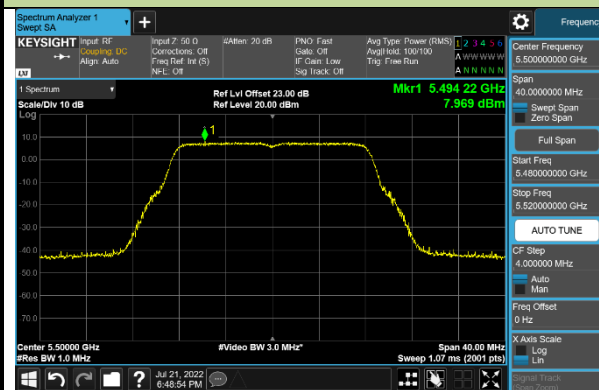 Spectrum Analyzer 1
Swept SA
+
Frequency
KEYSIGHT
Input: RF
Coupling: DC
Align: Auto
Input Z: 50 Ω
Corrections: Off
Freq Ref: Int (S)
NFE: Off
#Atten: 20 dB
PNO: Fast
Gate: Off
IF Gain: Low
Sig Track: Off
Avg Type: Power (RMS)
Avg|Hold: 100/100
Trig: Free Run
1 2 3 4 5 6
A W W W W W
A N N N N N
LXI
1 Spectrum
Scale/Div 10 dB
Log
Ref Lvl Offset 23.00 dB
Ref Level 20.00 dBm
Mkr1 5.494 22 GHz
7.969 dBm
1
10.0
0.00
-10.0
-20.0
-30.0
-40.0
-50.0
-60.0
-70.0
Center 5.50000 GHz
#Res BW 1.0 MHz
#Video BW 3.0 MHz*
Span 40.00 MHz
Sweep 1.07 ms (2001 pts)
Center Frequency
5.500000000 GHz
Span
40.0000000 MHz
Swept Span
Zero Span
Full Span
Start Freq
5.480000000 GHz
Stop Freq
5.520000000 GHz
AUTO TUNE
CF Step
4.000000 MHz
Auto
Man
Freq Offset
0 Hz
X Axis Scale
Log
Lin
Signal Track
(Span Zoom)
?
Jul 21, 2022
6:48:54 PM